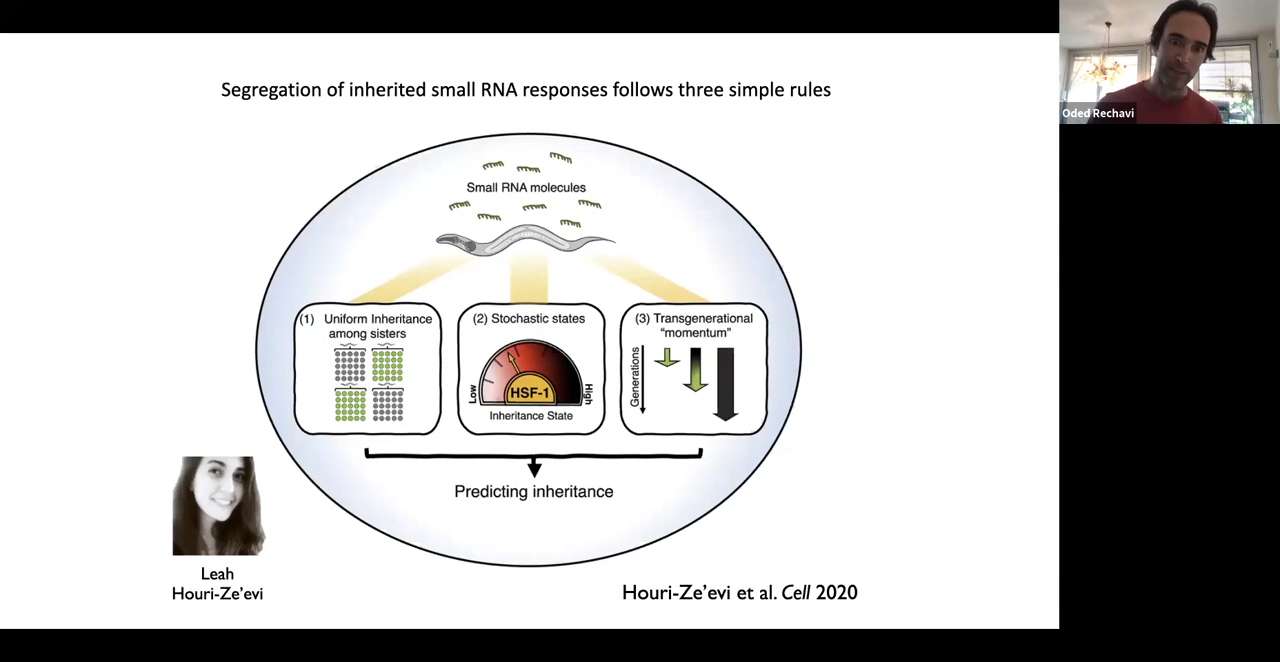 Segregation of inherited small RNA responses follows three simple rules
Oded Rechavi
Small RNA molecules
(1) Uniform Inheritance
among sisters
(2) Stochastic states
Low
HSF-1
High
Inheritance State
(3) Transgenerational
"momentum"
Generations
Predicting inheritance
Leah
Houri-Ze'evi
Houri-Ze'evi et al. Cell 2020